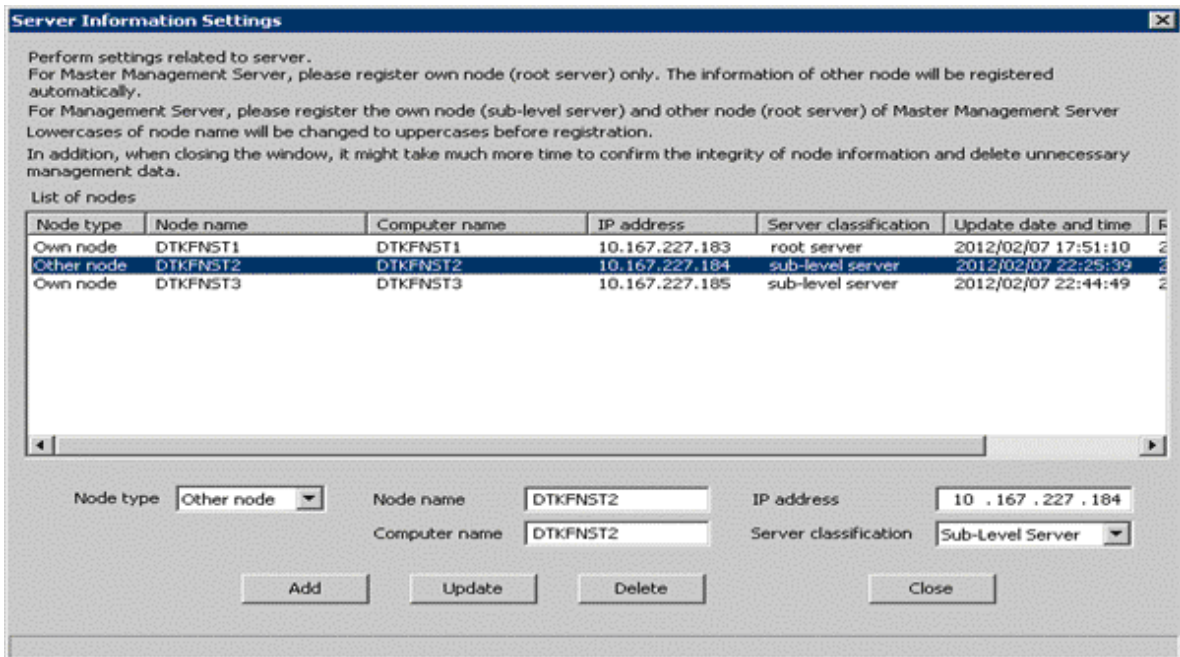 Server Information Settings
Perform settings related to server.
For Master Management Server, please register own node (root server) only. The information of other node will be registered
automatically.
For Management Server, please register the own node (sub-level server) and other node (root server) of Master Management Server
Lowercases of node name will be changed to uppercases before registration.
In addition, when closing the window, it might take much more time to confirm the integrity of node information and delete unnecessary
management data.
List of nodes
Node type Node name Computer name IP address Server classification Update date and time
Own node DTKFNST1 DTKFNST1 10.167.227.183 root server 2012/02/07 17:51:10 2
Other node DTKFNST2 DTKFNST2 10.167.227.184 sub-level server 2012/02/07 22:25:39 2
Own node DTKFNST3 DTKFNST3 10.167.227.185 sub-level server 2012/02/07 22:44:49 2
Node type Other node Node name DTKFNST2 IP address 10 .167 .227 .184
Computer name DTKFNST2 Server classification Sub-Level Server
Add Update Delete Close